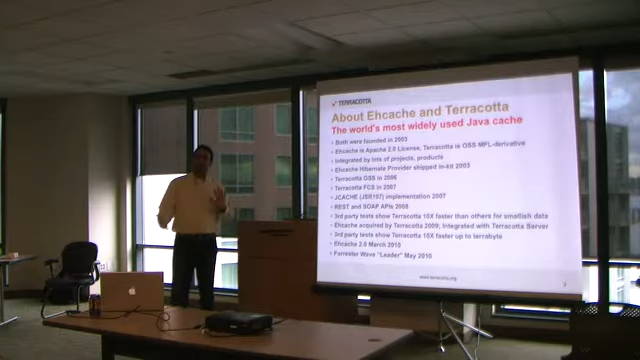 TERRACOTTA
About Ehcache and Terracotta
The world's most widely used Java cache
• Both were founded in 2003
• Ehcache is Apache 2.0 License, Terracotta is OSS MPL-derivative
• Integrated by lots of projects, products
• Ehcache Hibernate Provider shipped in-kit 2003
• Terracotta OSS in 2006
• Terracotta FCS in 2007
• JCACHE (JSR107) implementation 2007
• REST and SOAP APIs 2008
• 3rd party tests show Terracotta 10X faster than others for smallish data
• Ehcache acquired by Terracotta 2009; Integrated with Terracotta Server
• 3rd party tests show Terracotta 10X faster up to terrabyte
• Ehcache 2.0 March 2010
• Forrester Wave "Leader" May 2010
www.terracotta.org